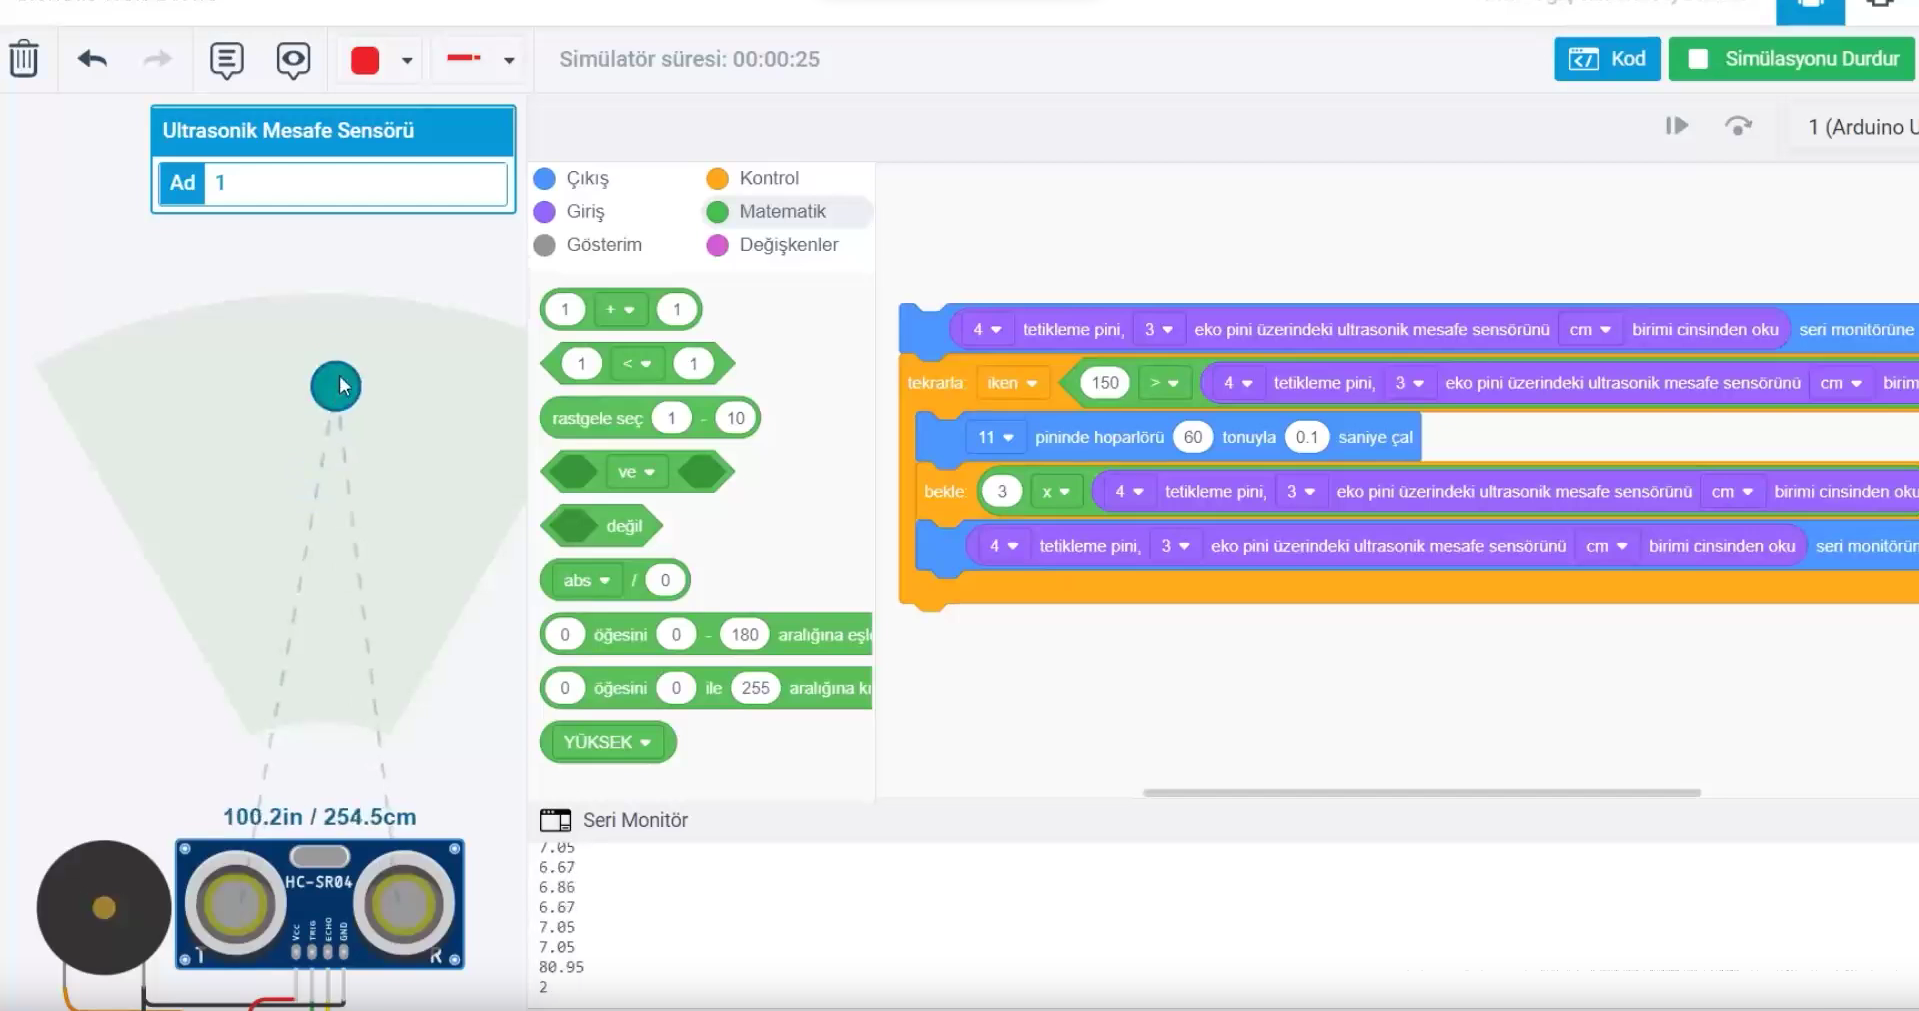 Simülatör süresi: 00:00:25
Kod
Simülasyonu Durdur
Ultrasonik Mesafe Sensörü
Ad 1
1 (Arduino U
Çıkış
Kontrol
Giriş
Matematik
Gösterim
Değişkenler
1 + 1
1 < 1
rastgele seç 1 - 10
ve
değil
abs / 0
0 öğesini 0 - 180 aralığına eşl
0 öğesini 0 ile 255 aralığına kı
YÜKSEK
4 tetikleme pini, 3 eko pini üzerindeki ultrasonik mesafe sensörünü cm birimi cinsinden oku seri monitörüne
tekrarla iken 150 > 4 tetikleme pini, 3 eko pini üzerindeki ultrasonik mesafe sensörünü cm birim
11 pininde hoparlörü 60 tonuyla 0.1 saniye çal
bekle 3 x 4 tetikleme pini, 3 eko pini üzerindeki ultrasonik mesafe sensörünü cm birimi cinsinden oku
4 tetikleme pini, 3 eko pini üzerindeki ultrasonik mesafe sensörünü cm birimi cinsinden oku seri monitörün
100.2in / 254.5cm
HC-SR04
VCC
TRIG
ECHO
GND
T
R
Seri Monitör
7.05
6.67
6.86
6.67
7.05
7.05
80.95
2